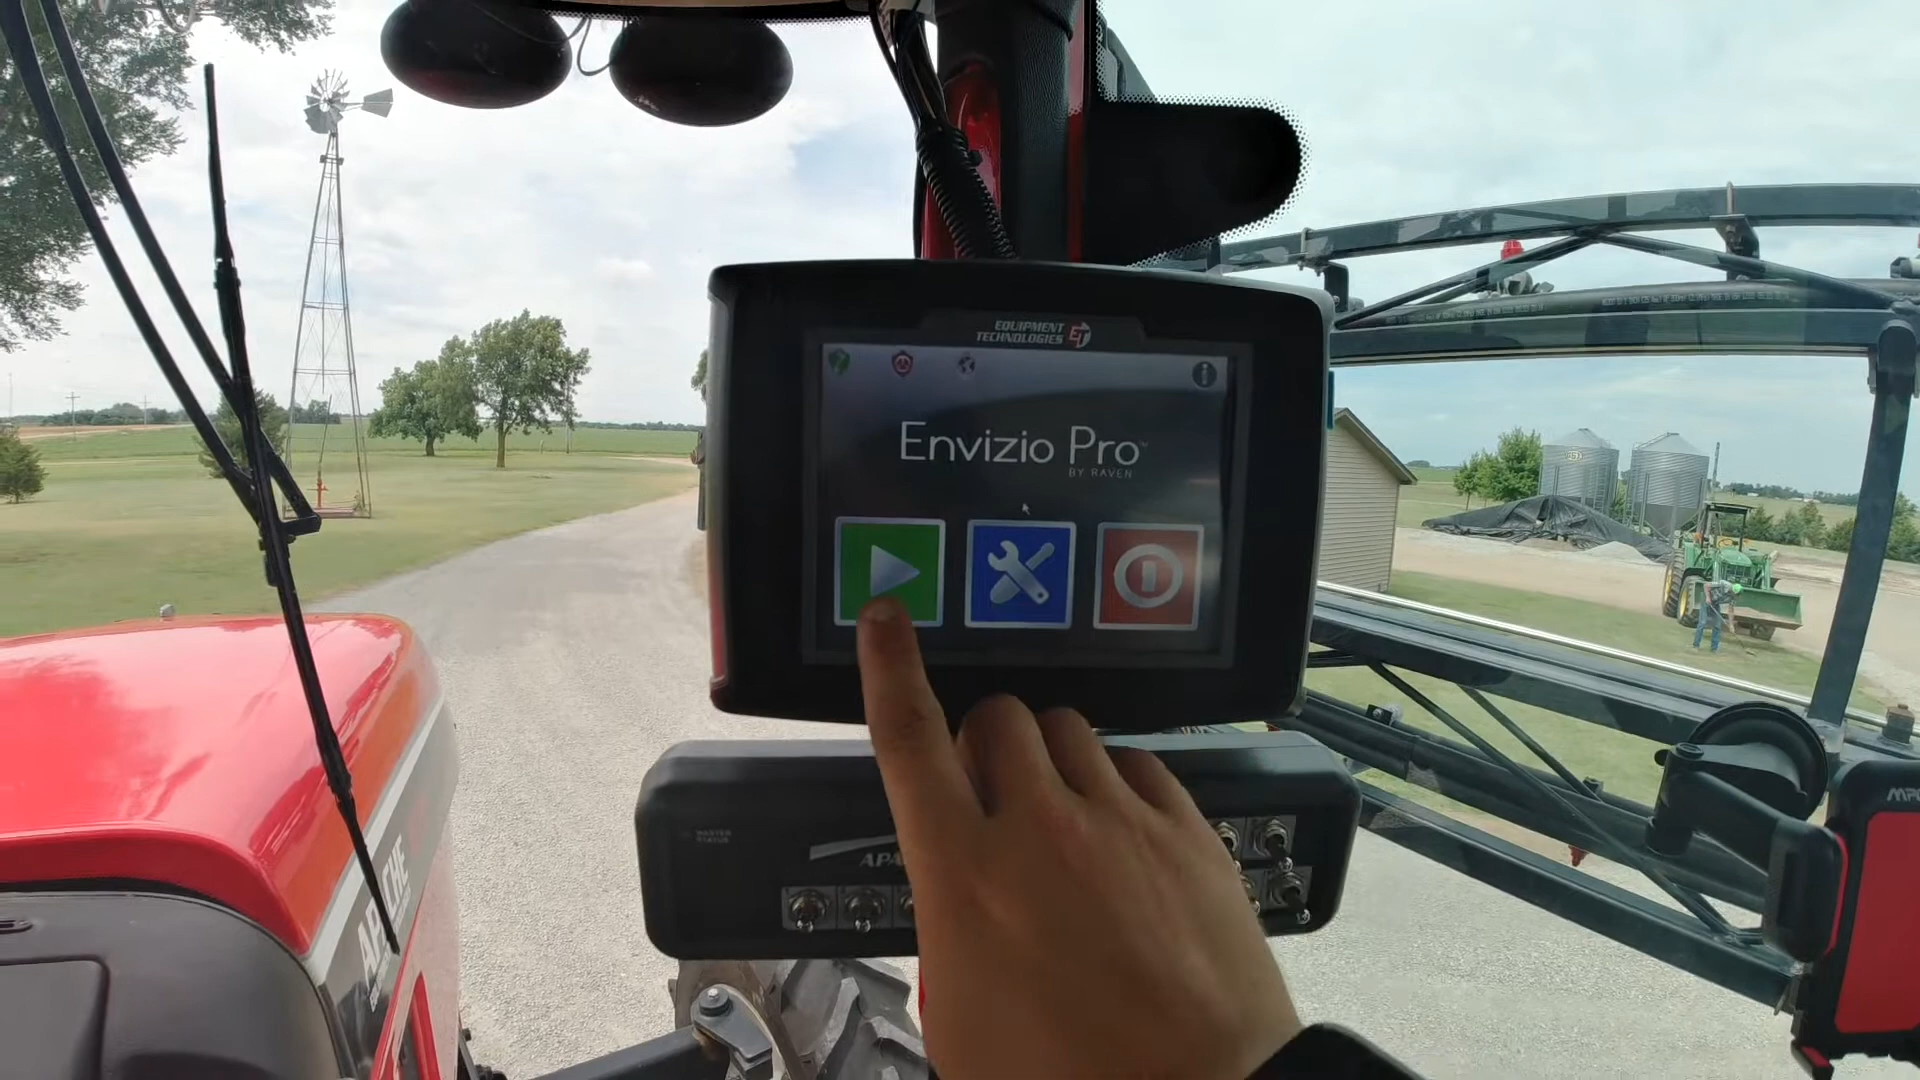 EQUIPMENT
TECHNOLOGIES
ET
Envizio Pro™
BY RAVEN
MASTER
STATUS
APA
APACHE